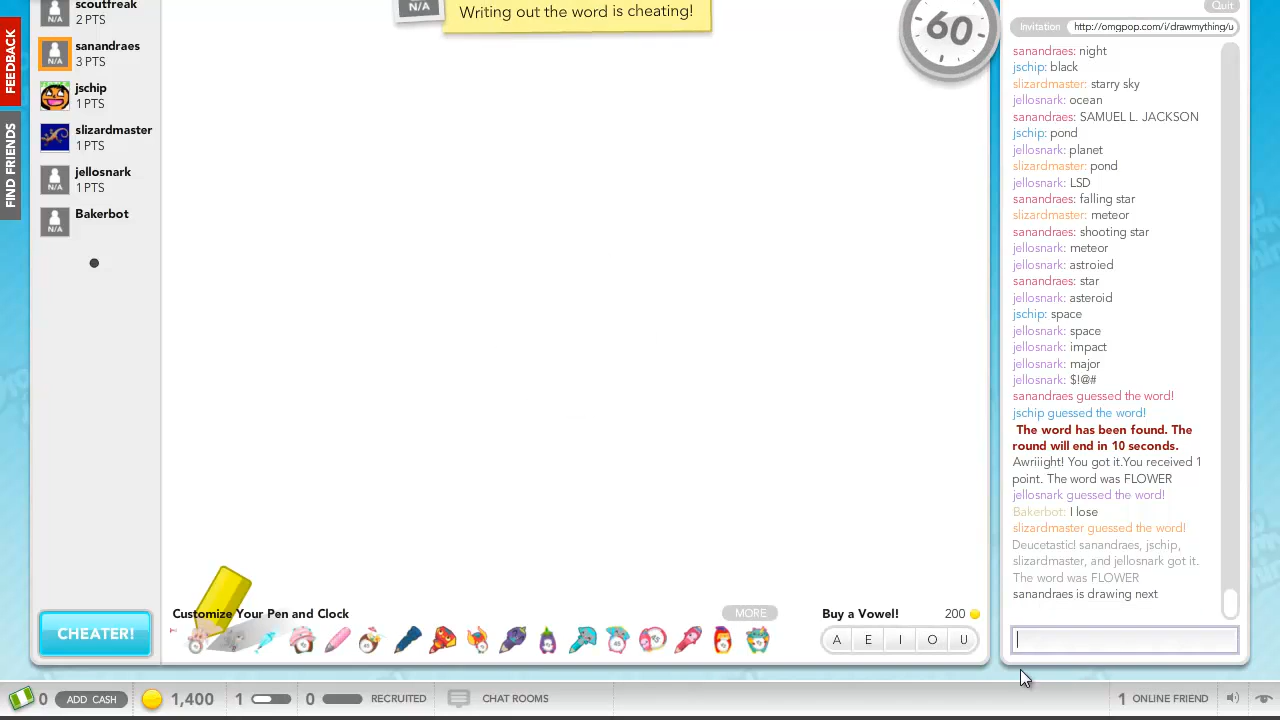 FEEDBACK
FIND FRIENDS
scoutfreak
2 PTS
N/A
sanandraes
3 PTS
N/A
jschip
1 PTS
slizardmaster
1 PTS
jellosnark
1 PTS
N/A
Bakerbot
N/A
CHEATER!
N/A
Writing out the word is cheating!
60
Customize Your Pen and Clock
MORE
Buy a Vowel!
200
A E I O U
Quit
Invitation http://omgpop.com/i/drawmything/u
sanandraes: night
jschip: black
slizardmaster: starry sky
jellosnark: ocean
sanandraes: SAMUEL L. JACKSON
jschip: pond
jellosnark: planet
slizardmaster: pond
jellosnark: LSD
sanandraes: falling star
slizardmaster: meteor
sanandraes: shooting star
jellosnark: meteor
jellosnark: astroied
sanandraes: star
jellosnark: asteroid
jschip: space
jellosnark: space
jellosnark: impact
jellosnark: major
jellosnark: $!@#
sanandraes guessed the word!
jschip guessed the word!
The word has been found. The
round will end in 10 seconds.
Awriiight! You got it.You received 1
point. The word was FLOWER
jellosnark guessed the word!
Bakerbot: I lose
slizardmaster guessed the word!
Deucetastic! sanandraes, jschip,
slizardmaster, and jellosnark got it.
The word was FLOWER
sanandraes is drawing next
0 ADD CASH 1,400 1 0 RECRUITED CHAT ROOMS 1 ONLINE FRIEND